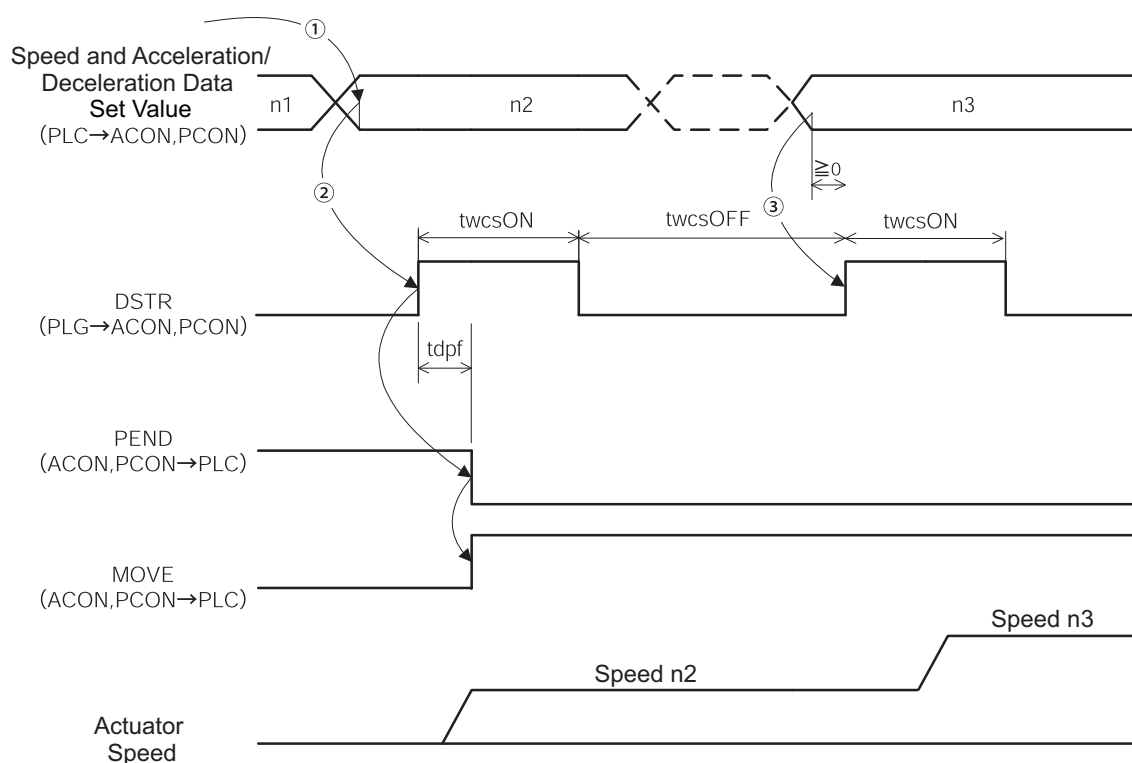 ①
Speed and Acceleration/
Deceleration Data
Set Value
(PLC→ACON,PCON)
n1
n2
n3
≧0
②
③
twcsON
twcsOFF
twcsON
DSTR
(PLG→ACON,PCON)
tdpf
PEND
(ACON,PCON→PLC)
MOVE
(ACON,PCON→PLC)
Speed n3
Speed n2
Actuator
Speed